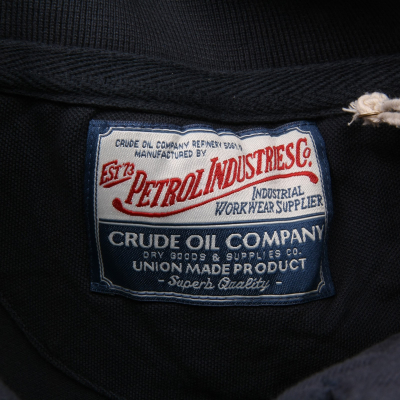 CRUDE OIL COMPANY REFINERY
MANUFACTURED BY
EST 73
PETROL INDUSTRIES Co.
INDUSTRIAL
WORKWEAR SUPPLIER
CRUDE OIL COMPANY
DRY GOODS & SUPPLIES CO.
UNION MADE PRODUCT
- Superb Quality -